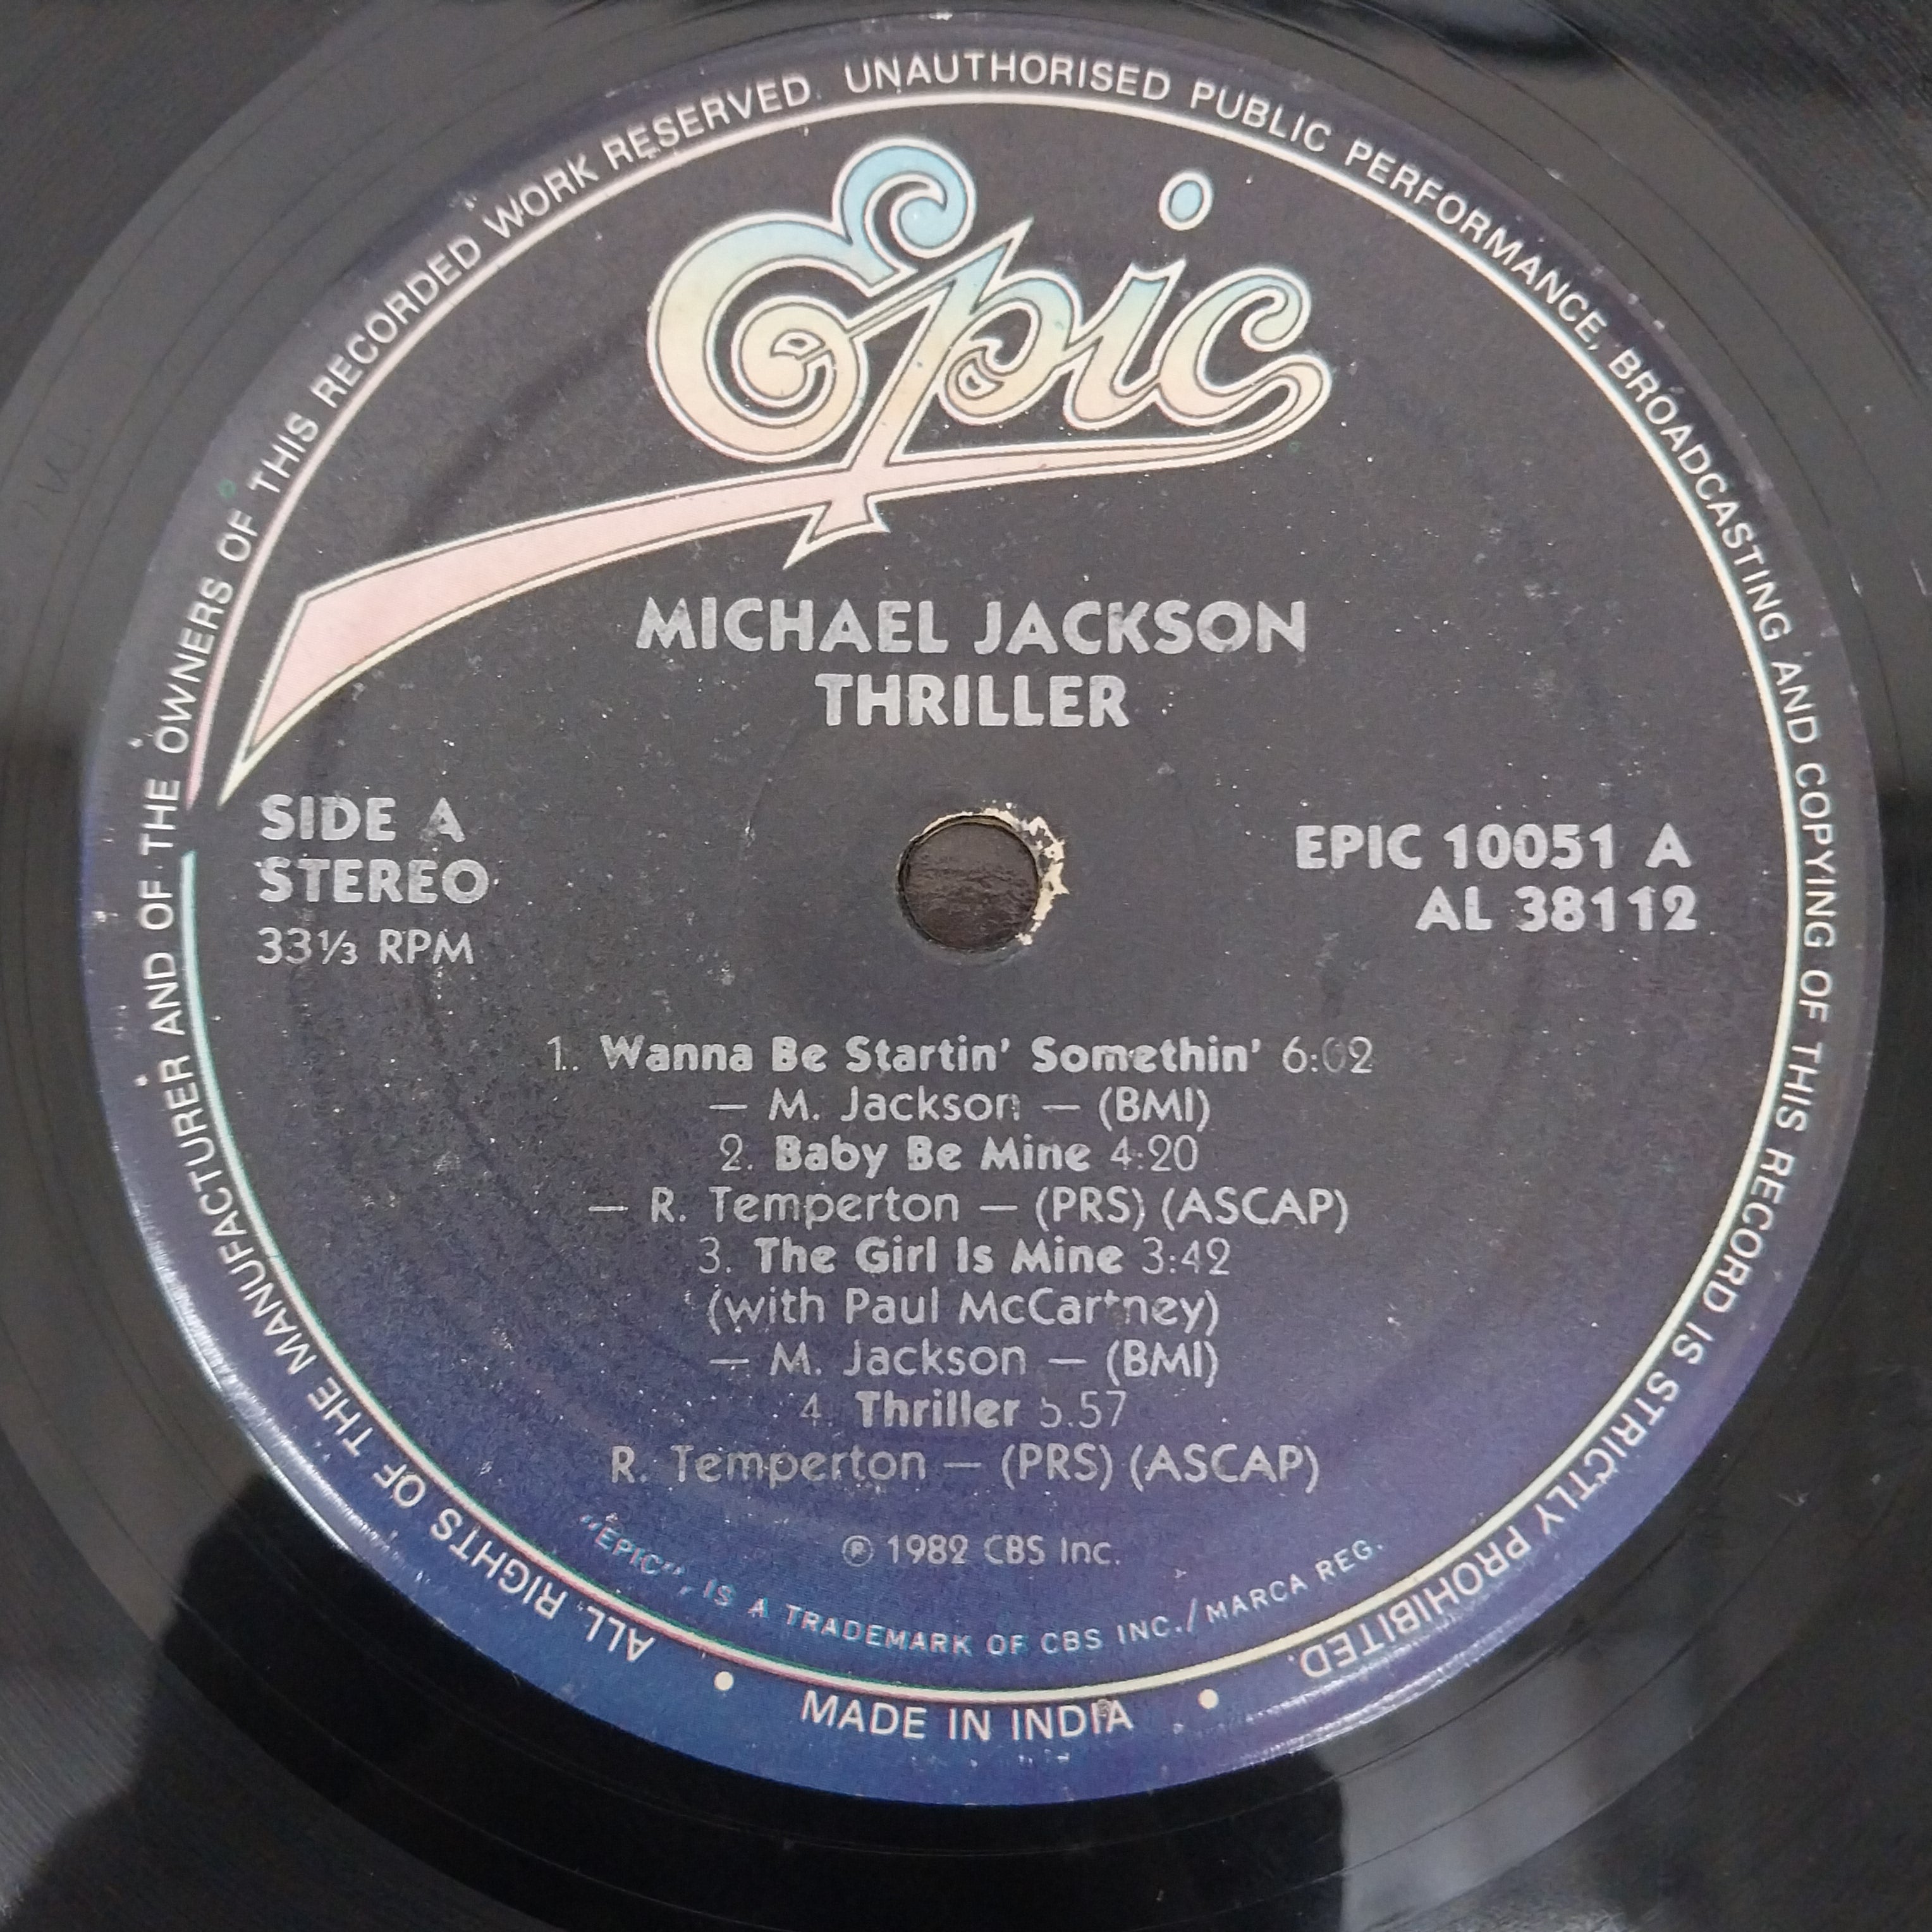 ALL RIGHTS OF THE MANUFACTURER AND OF THE OWNERS OF THIS RECORDED WORK RESERVED. UNAUTHORISED PUBLIC PERFORMANCE, BROADCASTING AND COPYING OF THIS RECORD IS STRICTLY PROHIBITED.
Epic
MICHAEL JACKSON
THRILLER
SIDE A
STEREO
33⅓ RPM
EPIC 10051 A
AL 38112
1. Wanna Be Startin' Somethin' 6:02
— M. Jackson — (BMI)
2. Baby Be Mine 4:20
— R. Temperton — (PRS) (ASCAP)
3. The Girl Is Mine 3:42
(with Paul McCartney)
— M. Jackson — (BMI)
4. Thriller 5.57
R. Temperton — (PRS) (ASCAP)
℗ 1982 CBS Inc.
"EPIC", IS A TRADEMARK OF CBS INC./MARCA REG.
• MADE IN INDIA •